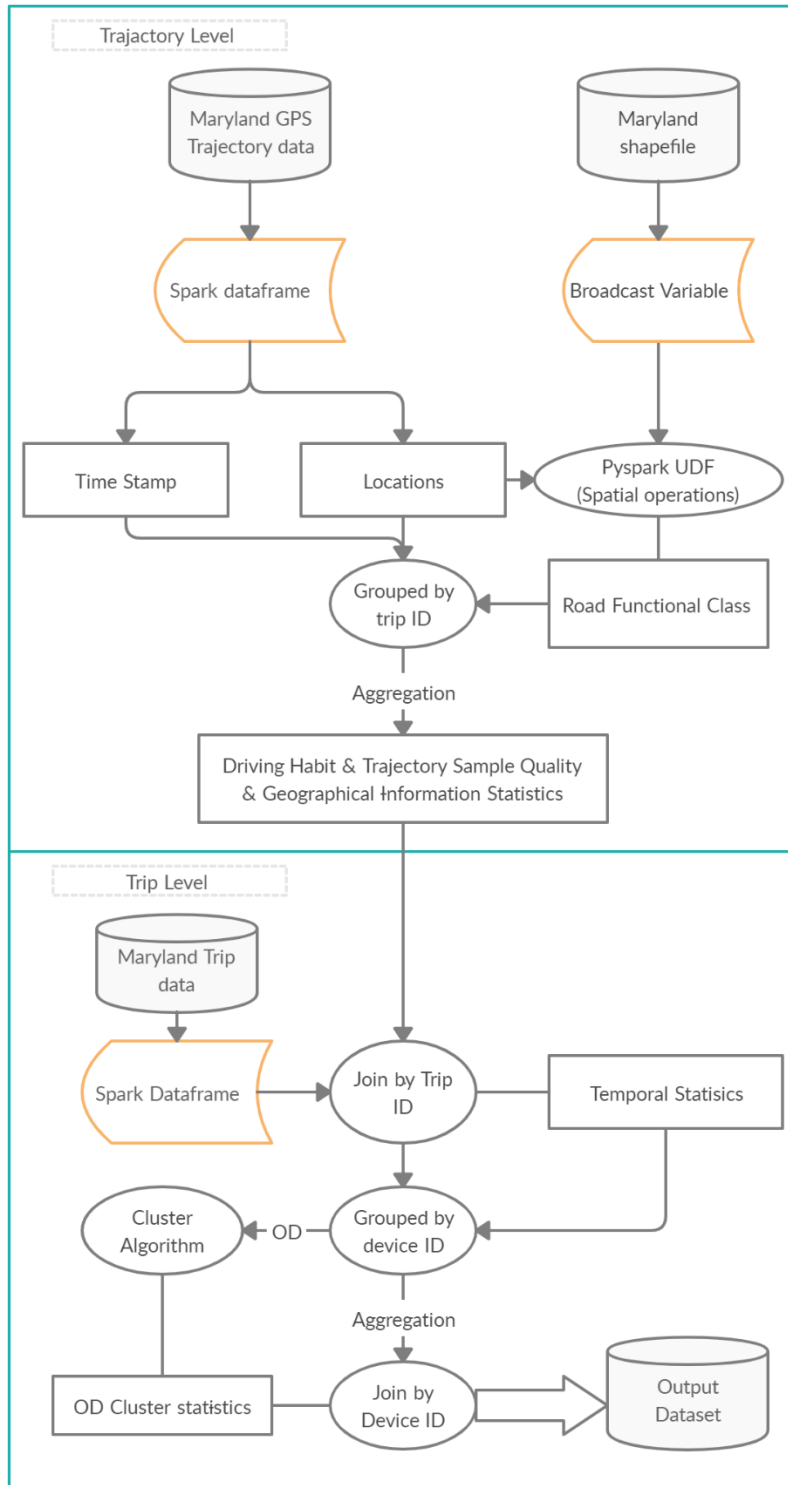 Trajactory Level
Maryland GPS
Trajectory data
Maryland
shapefile
Spark dataframe
Broadcast Variable
Time Stamp
Locations
Pyspark UDF
(Spatial operations)
Grouped by
trip ID
Road Functional Class
Aggregation
Driving Habit & Trajectory Sample Quality
& Geographical Information Statistics
Trip Level
Maryland Trip
data
Spark Dataframe
Join by Trip
ID
Temporal Statisics
Cluster
Algorithm
OD
Grouped by
device ID
Aggregation
OD Cluster statistics
Join by
Device ID
Output
Dataset